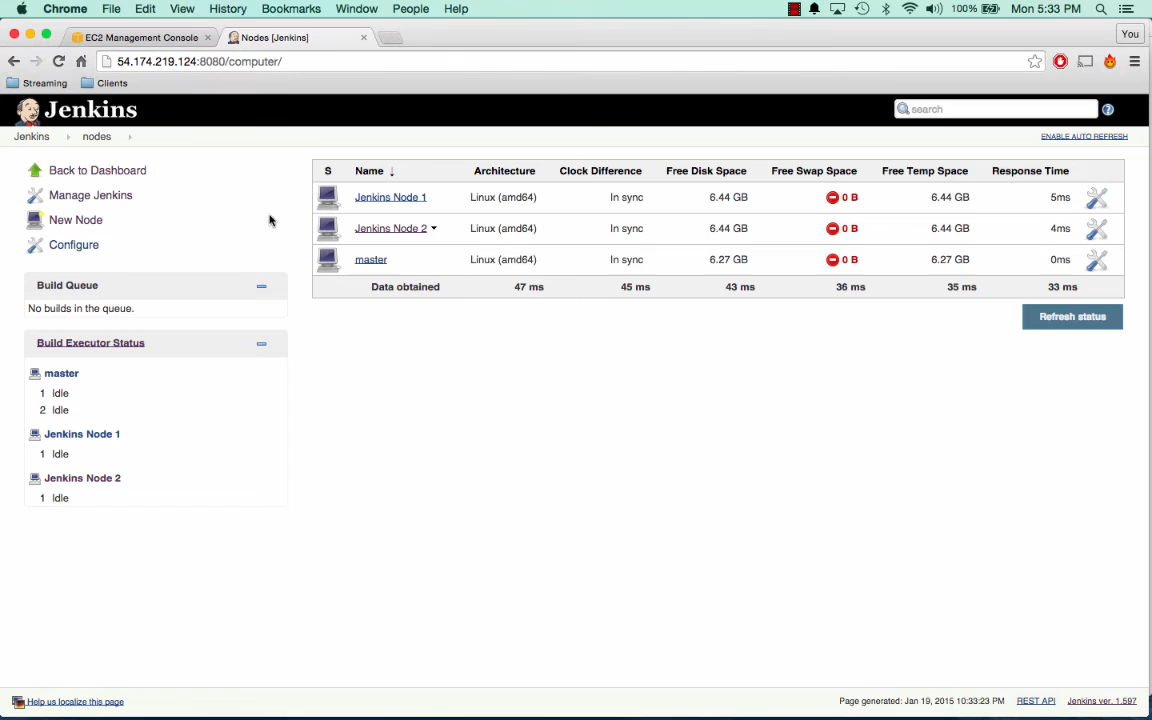 Chrome File Edit View History Bookmarks Window People Help 100% Mon 5:33 PM
EC2 Management Console × Nodes [Jenkins] × You
54.174.219.124:8080/computer/
Streaming Clients
Jenkins search
Jenkins nodes ENABLE AUTO REFRESH
Back to Dashboard
Manage Jenkins
New Node
Configure
Build Queue
No builds in the queue.
Build Executor Status
master
1 Idle
2 Idle
Jenkins Node 1
1 Idle
Jenkins Node 2
1 Idle
S Name ↓ Architecture Clock Difference Free Disk Space Free Swap Space Free Temp Space Response Time
Jenkins Node 1 Linux (amd64) In sync 6.44 GB 0 B 6.44 GB 5ms
Jenkins Node 2 Linux (amd64) In sync 6.44 GB 0 B 6.44 GB 4ms
master Linux (amd64) In sync 6.27 GB 0 B 6.27 GB 0ms
Data obtained 47 ms 45 ms 43 ms 36 ms 35 ms 33 ms
Refresh status
Help us localize this page Page generated: Jan 19, 2015 10:33:23 PM REST API Jenkins ver. 1.597